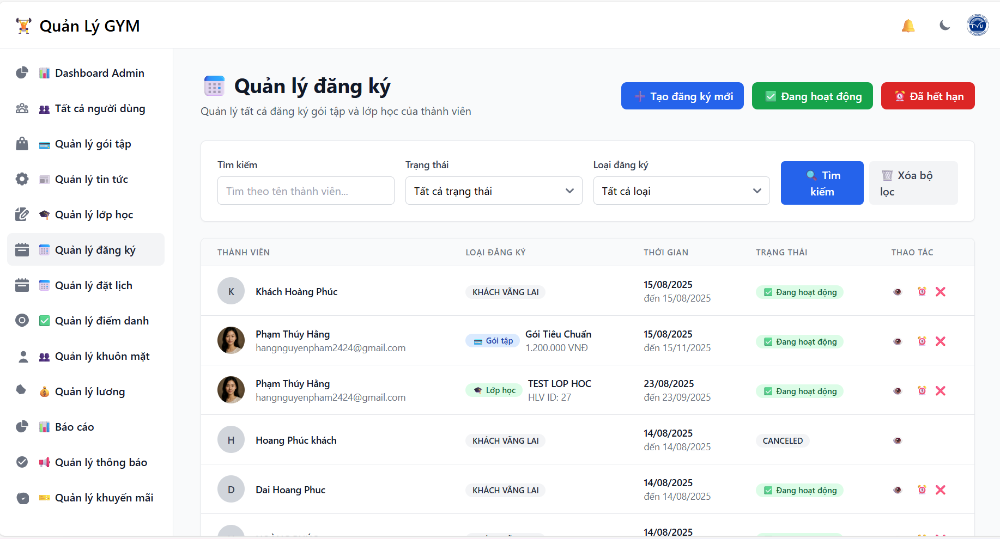 Quản Lý GYM
TVU
Dashboard Admin
Tất cả người dùng
Quản lý gói tập
Quản lý tin tức
Quản lý lớp học
Quản lý đăng ký
Quản lý đặt lịch
Quản lý điểm danh
Quản lý khuôn mặt
Quản lý lương
Báo cáo
Quản lý thông báo
Quản lý khuyến mãi
Quản lý đăng ký
Quản lý tất cả đăng ký gói tập và lớp học của thành viên
Tạo đăng ký mới
Đang hoạt động
Đã hết hạn
Tìm kiếm
Tìm theo tên thành viên...
Trạng thái
Tất cả trạng thái
Loại đăng ký
Tất cả loại
Tìm
kiếm
Xóa bộ
lọc
THÀNH VIÊN LOẠI ĐĂNG KÝ THỜI GIAN TRẠNG THÁI THAO TÁC
K
Khách Hoàng Phúc
KHÁCH VÃNG LAI
15/08/2025
đến 15/08/2025
Đang hoạt động
Phạm Thúy Hằng
hangnguyenpham2424@gmail.com
Gói tập
Gói Tiêu Chuẩn
1.200.000 VNĐ
15/08/2025
đến 15/11/2025
Đang hoạt động
Phạm Thúy Hằng
hangnguyenpham2424@gmail.com
Lớp học
TEST LOP HOC
HLV ID: 27
23/08/2025
đến 23/09/2025
Đang hoạt động
H
Hoang Phúc khách
KHÁCH VÃNG LAI
14/08/2025
đến 14/08/2025
CANCELED
D
Dai Hoang Phuc
KHÁCH VÃNG LAI
14/08/2025
đến 14/08/2025
Đang hoạt động
14/08/2025